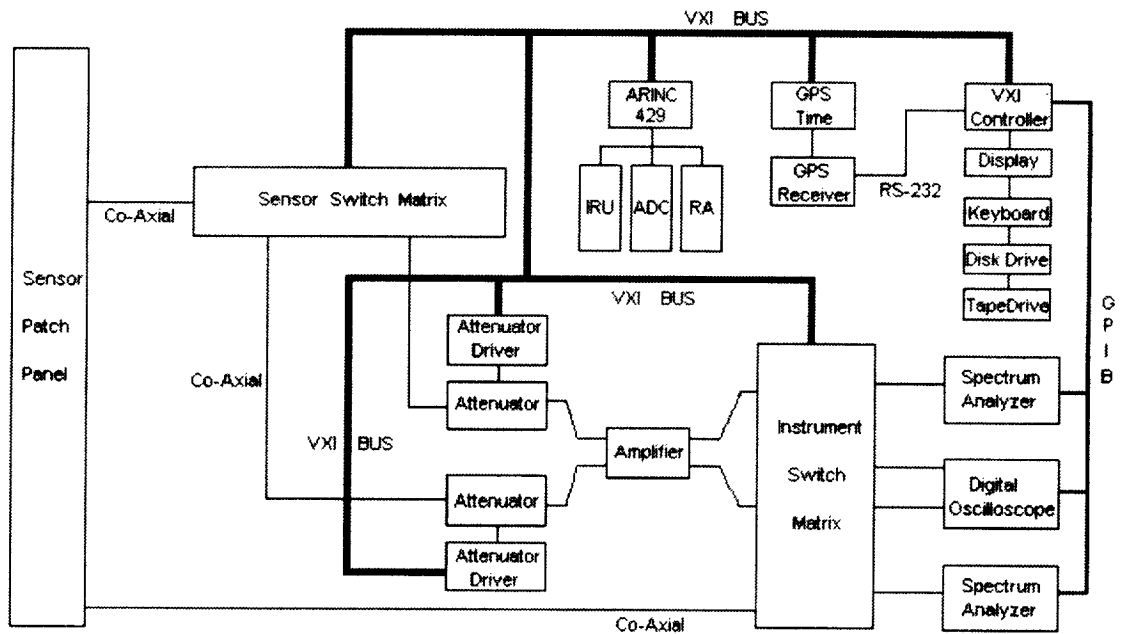 VXI BUS
ARINC
429
GPS
Time
VXI
Controller
GPS
Receiver
RS-232
Display
Keyboard
Disk Drive
TapeDrive
IRU
ADC
RA
Sensor Switch Matrix
Co-Axial
Sensor
Patch
Panel
VXI BUS
Attenuator
Driver
Co-Axial
Attenuator
VXI BUS
Amplifier
Attenuator
Attenuator
Driver
Instrument
Switch
Matrix
Spectrum
Analyzer
Digital
Oscilloscope
Spectrum
Analyzer
G
P
I
B
Co-Axial